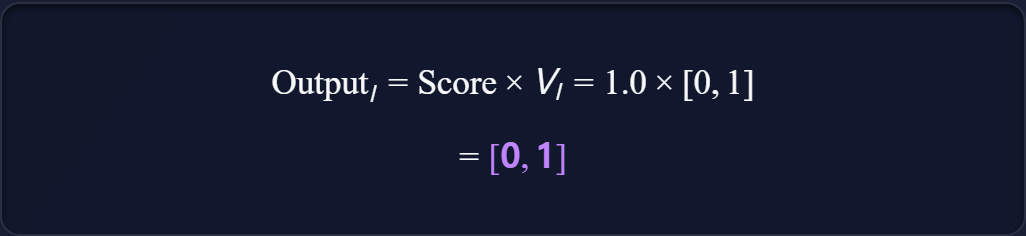 Output_I = Score × V_I = 1.0 × [0, 1]
= [0, 1]